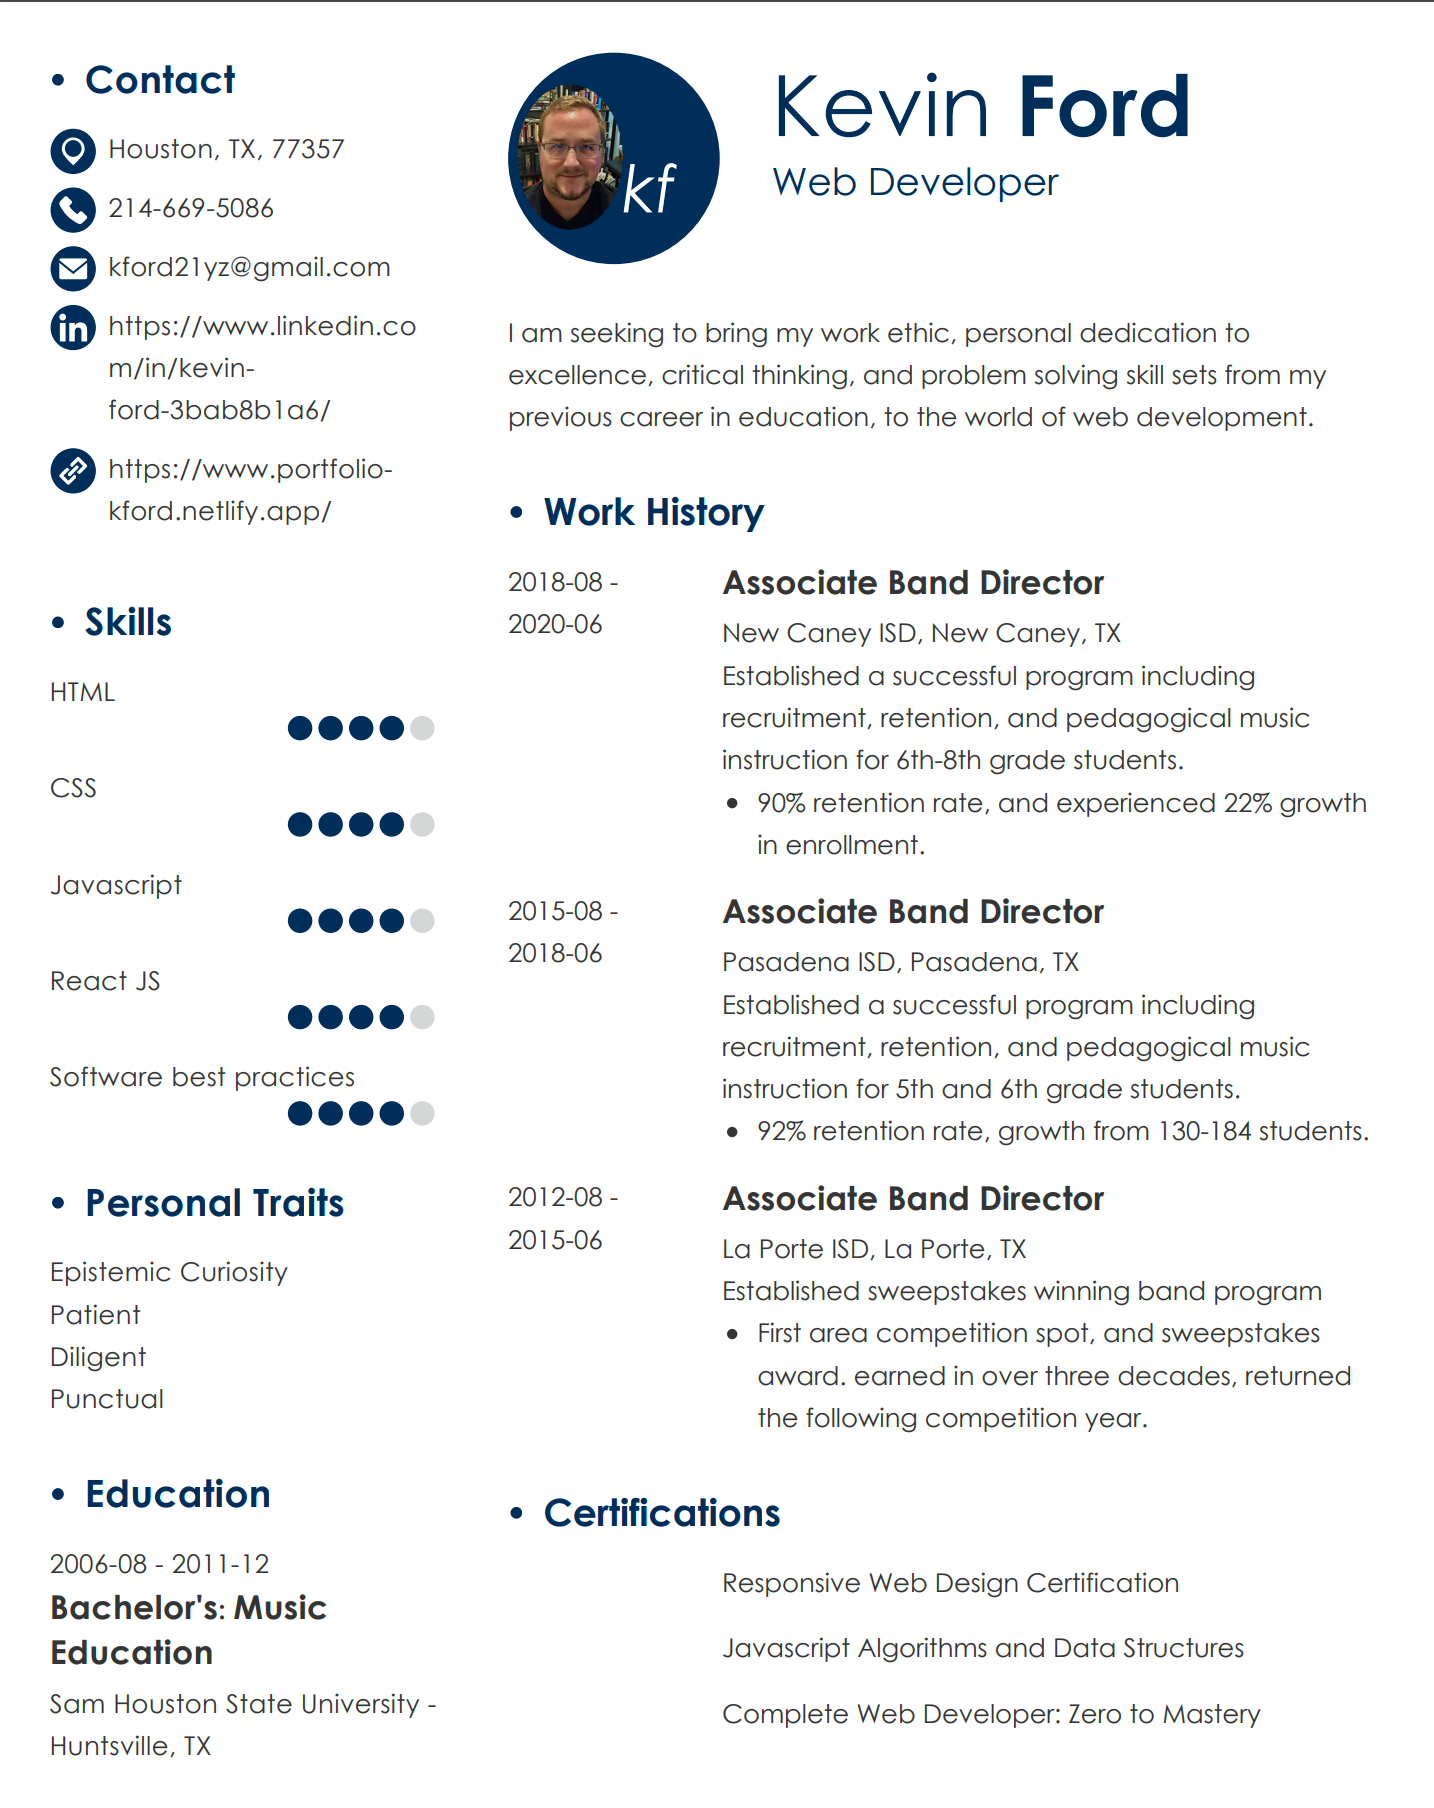 Contact
Houston, TX, 77357
214-669-5086
kford21yz@gmail.com
https://www.linkedin.co
m/in/kevin-
ford-3bab8b1a6/
https://www.portfolio-
kford.netlify.app/
Skills
HTML
CSS
Javascript
React JS
Software best practices
Personal Traits
Epistemic Curiosity
Patient
Diligent
Punctual
Education
2006-08 - 2011-12
Bachelor's: Music
Education
Sam Houston State University -
Huntsville, TX
kf
Kevin Ford
Web Developer
I am seeking to bring my work ethic, personal dedication to
excellence, critical thinking, and problem solving skill sets from my
previous career in education, to the world of web development.
Work History
2018-08 -
2020-06
Associate Band Director
New Caney ISD, New Caney, TX
Established a successful program including
recruitment, retention, and pedagogical music
instruction for 6th-8th grade students.
90% retention rate, and experienced 22% growth
in enrollment.
2015-08 -
2018-06
Associate Band Director
Pasadena ISD, Pasadena, TX
Established a successful program including
recruitment, retention, and pedagogical music
instruction for 5th and 6th grade students.
92% retention rate, growth from 130-184 students.
2012-08 -
2015-06
Associate Band Director
La Porte ISD, La Porte, TX
Established sweepstakes winning band program
First area competition spot, and sweepstakes
award. earned in over three decades, returned
the following competition year.
Certifications
Responsive Web Design Certification
Javascript Algorithms and Data Structures
Complete Web Developer: Zero to Mastery